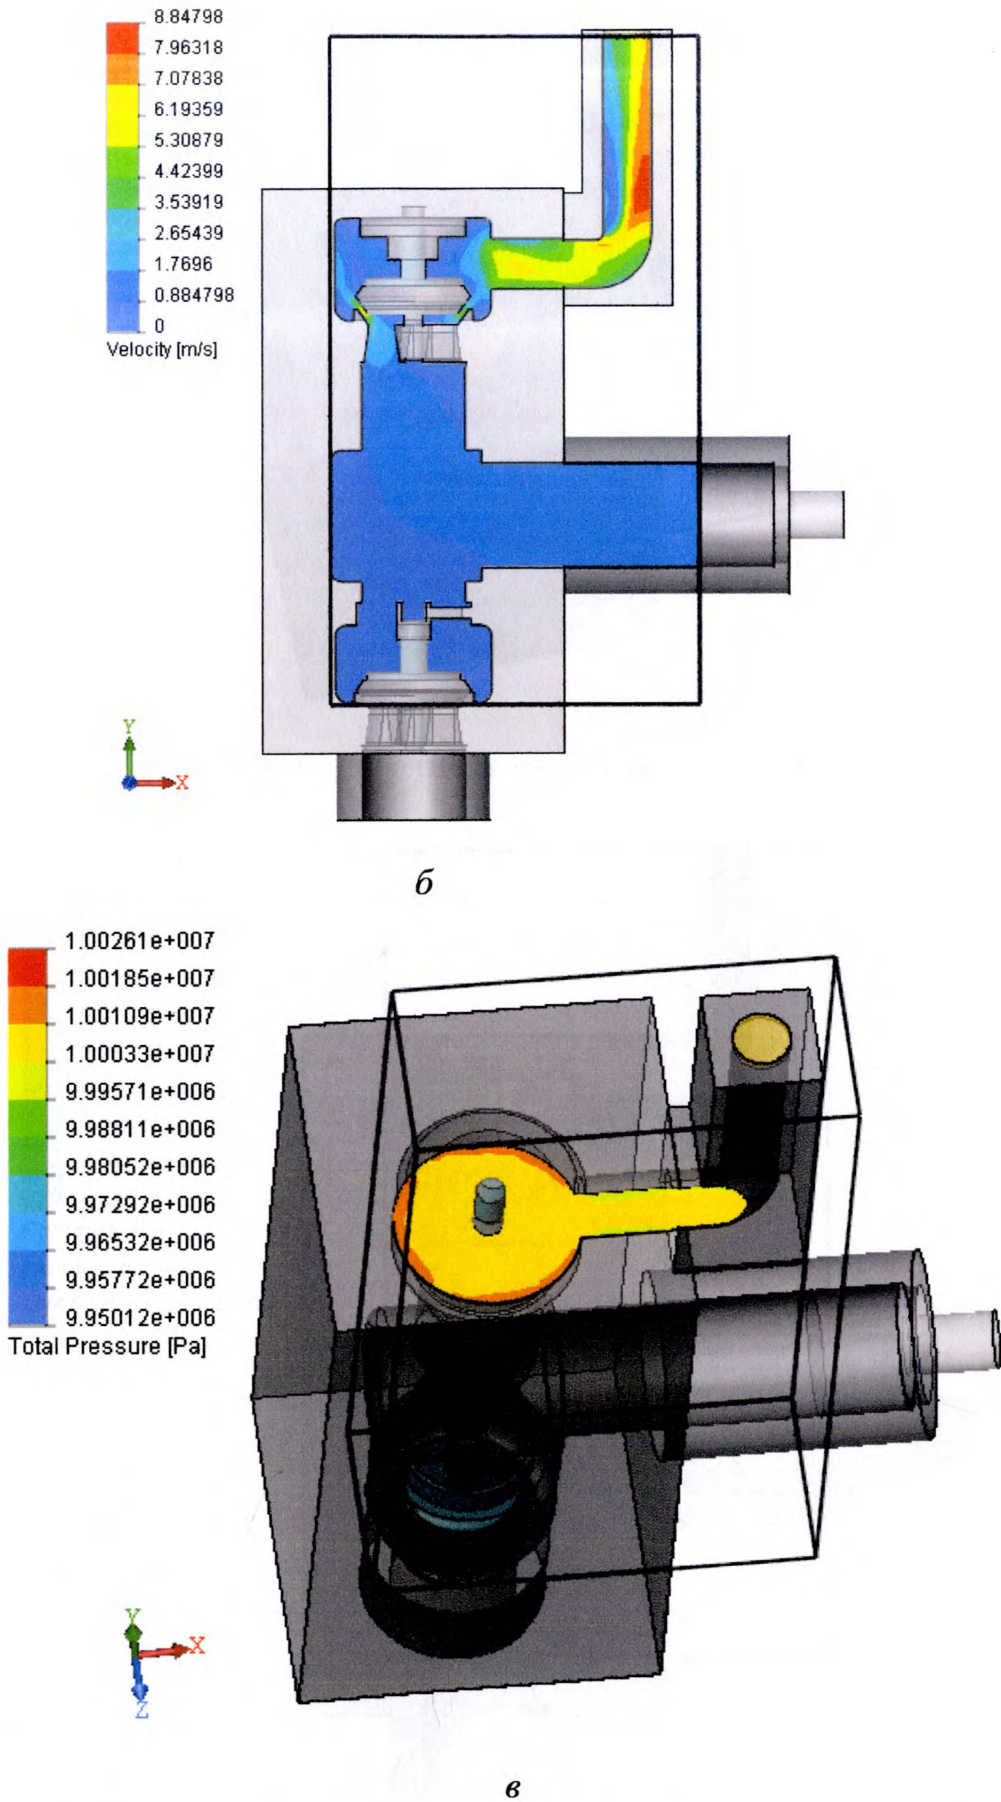 8.84798
7.96318
7.07838
6.19359
5.30879
4.42399
3.53919
2.65439
1.7696
0.884798
0
Velocity [m/s]
Y
X
б
1.00261e+007
1.00185e+007
1.00109e+007
1.00033e+007
9.99571e+006
9.98811e+006
9.98052e+006
9.97292e+006
9.96532e+006
9.95772e+006
9.95012e+006
Total Pressure [Pa]
Y
X
Z
в